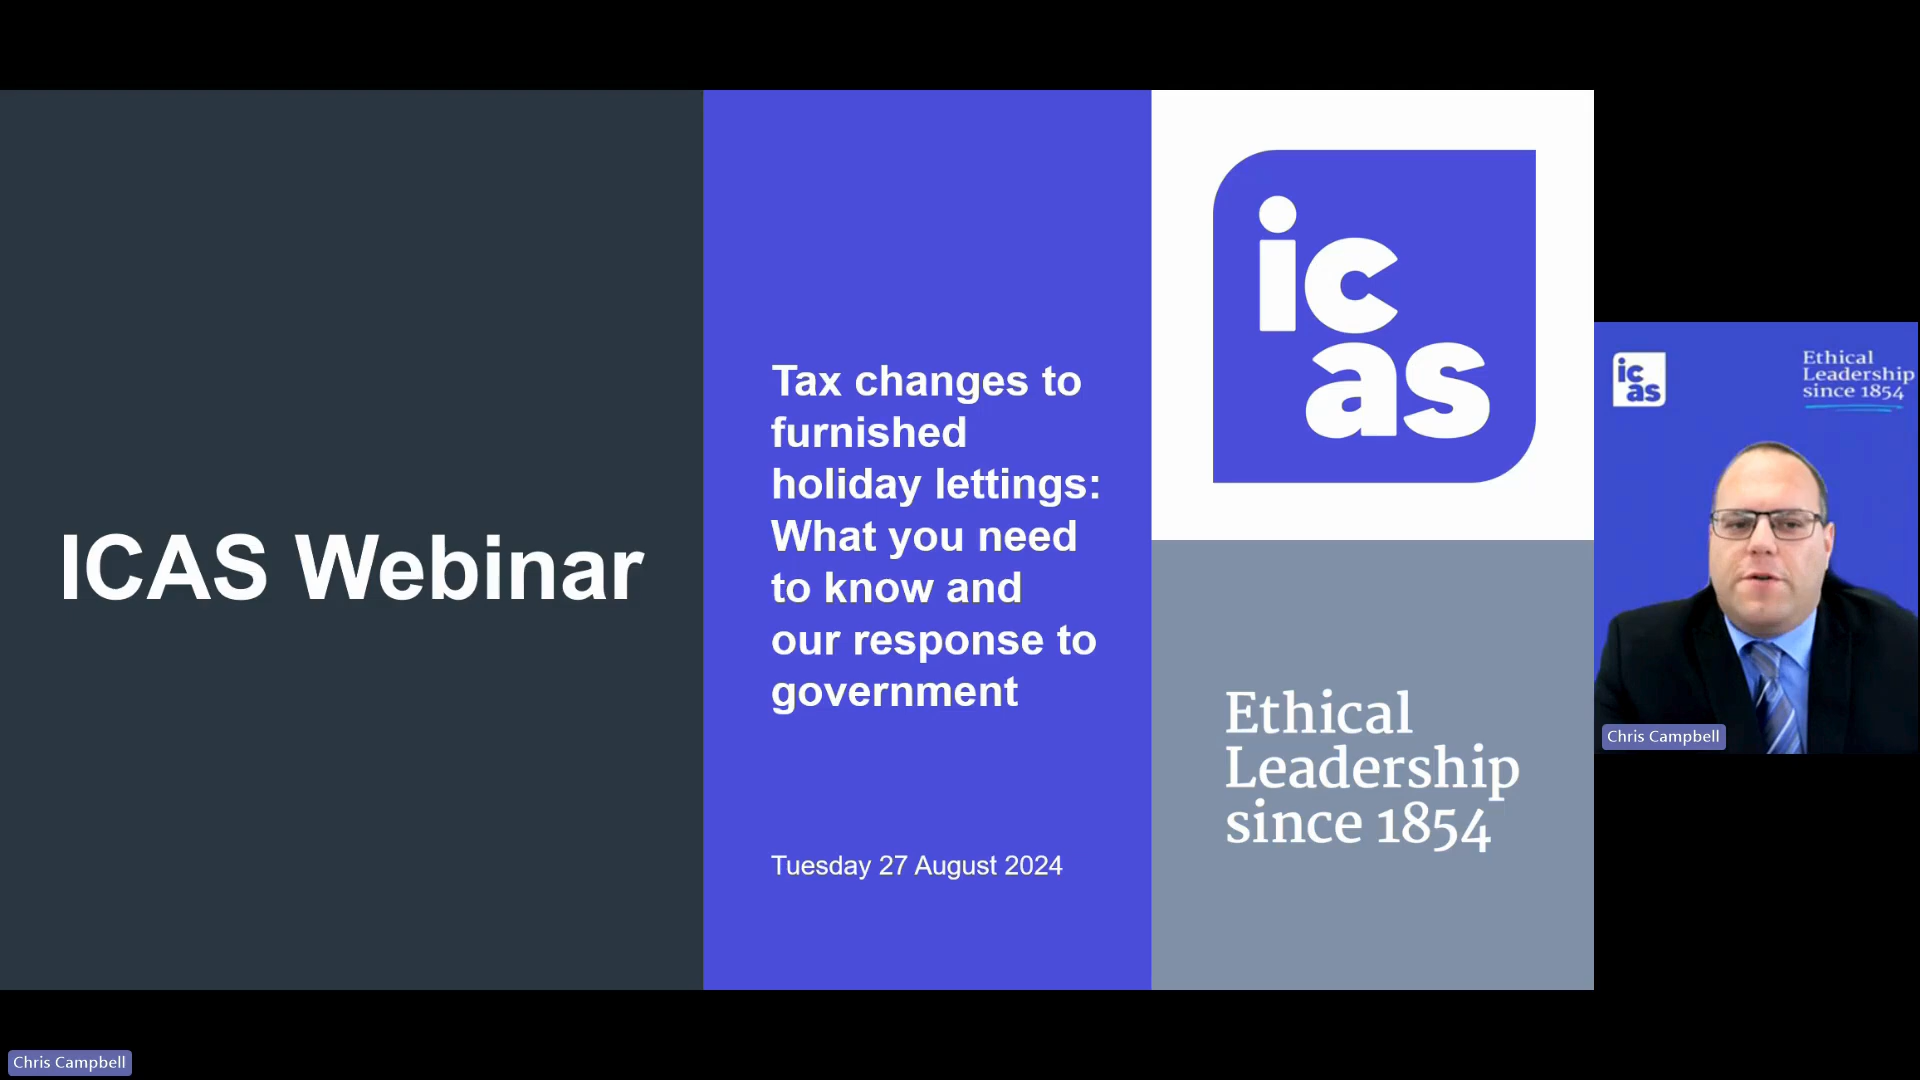 ICAS Webinar
Tax changes to
furnished
holiday lettings:
What you need
to know and
our response to
government
Tuesday 27 August 2024
ic
as
Ethical
Leadership
since 1854
ic
as
Ethical
Leadership
since 1854
Chris Campbell
Chris Campbell